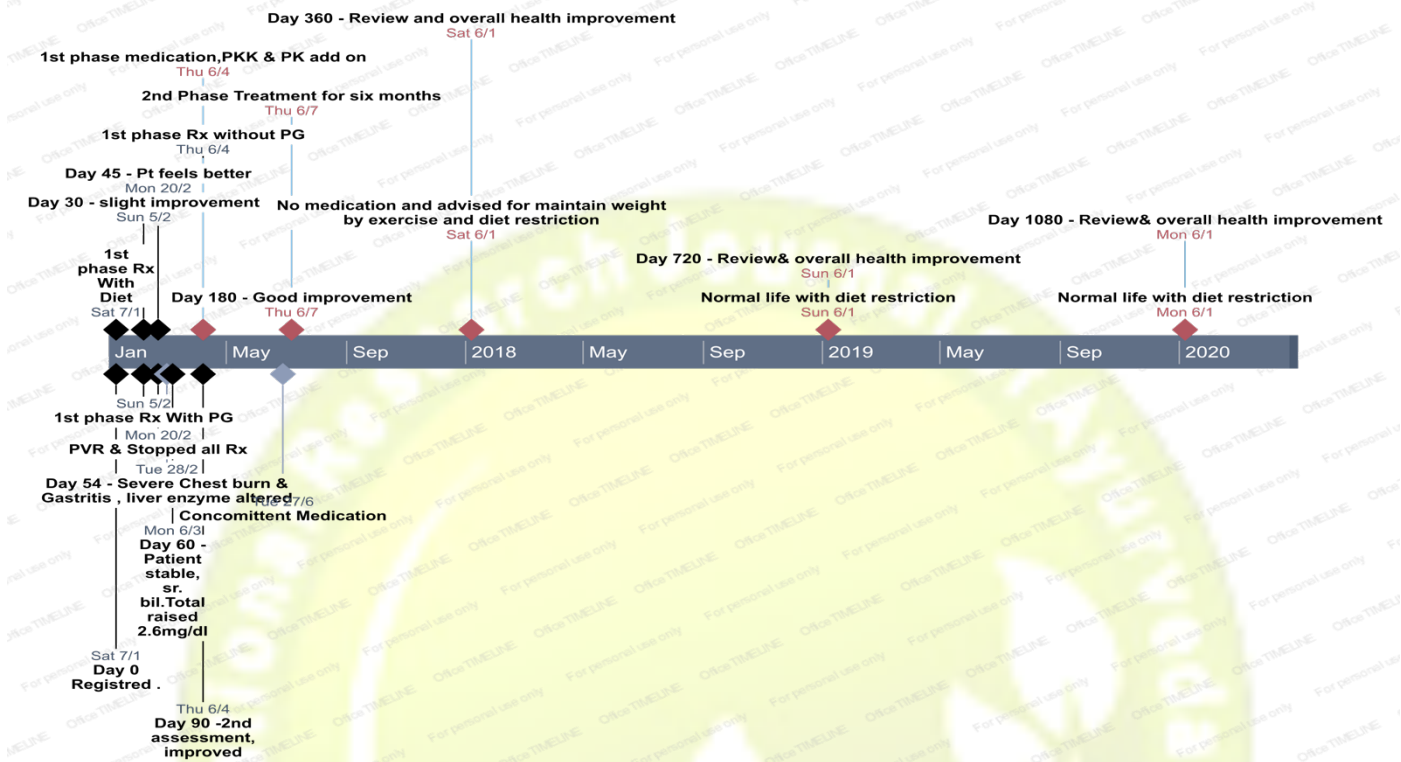 Day 360 - Review and overall health improvement
Sat 6/1
1st phase medication,PKK & PK add on
Thu 6/4
2nd Phase Treatment for six months
Thu 6/7
1st phase Rx without PG
Thu 6/4
Day 45 - Pt feels better
Mon 20/2
Day 30 - slight improvement
Sun 5/2
No medication and advised for maintain weight
by exercise and diet restriction
Sat 6/1
Day 1080 - Review& overall health improvement
Mon 6/1
1st
phase Rx
With
Diet
Sat 7/1
Day 720 - Review& overall health improvement
Sun 6/1
Day 180 - Good improvement
Thu 6/7
Normal life with diet restriction
Sun 6/1
Normal life with diet restriction
Mon 6/1
Jan May Sep 2018 May Sep 2019 May Sep 2020
Sun 5/2
1st phase Rx With PG
Mon 20/2
PVR & Stopped all Rx
Tue 28/2
Day 54 - Severe Chest burn &
Gastritis , liver enzyme altered
Tue 27/6
Concomittent Medication
Mon 6/3
Day 60 -
Patient
stable,
sr.
bil.Total
raised
2.6mg/dl
Sat 7/1
Day 0
Registred .
Thu 6/4
Day 90 -2nd
assessment,
improved
Office TIMELINE
For personal use only